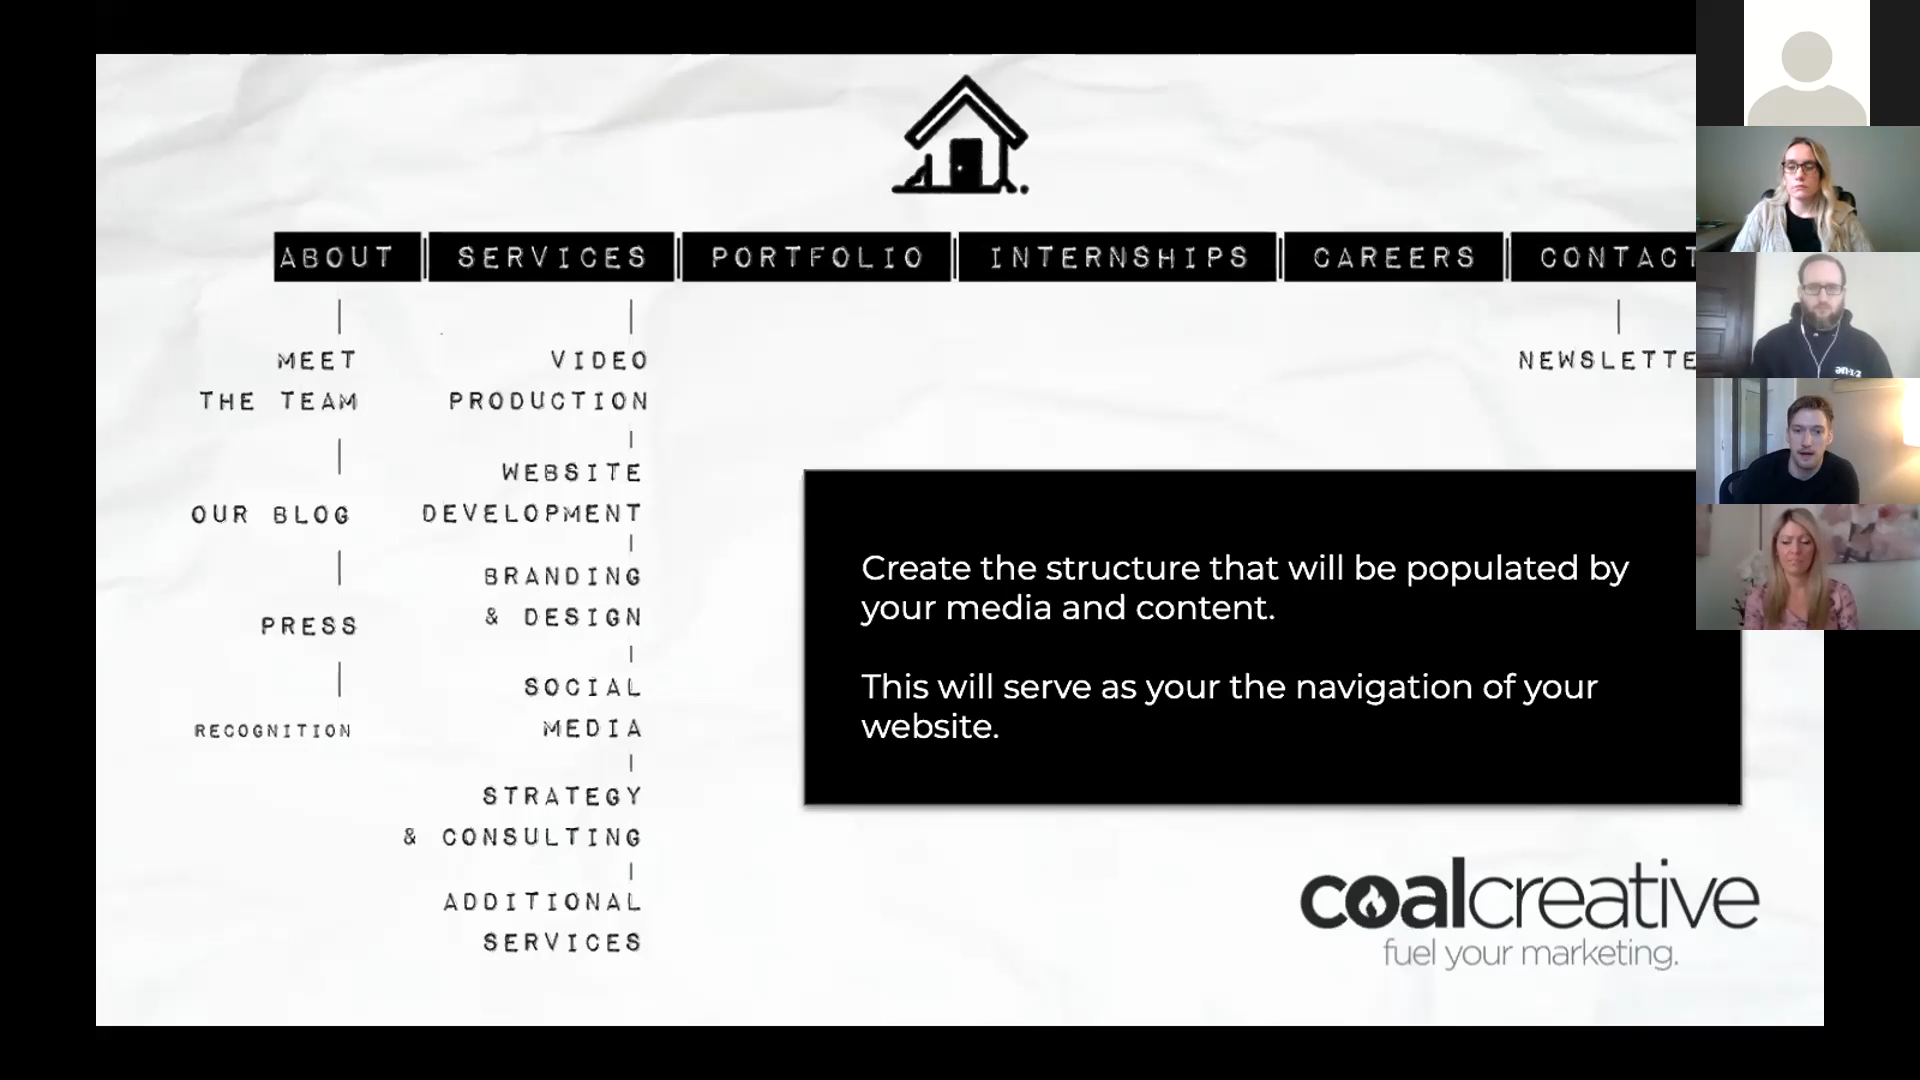 ABOUT
SERVICES
PORTFOLIO
INTERNSHIPS
CAREERS
CONTACT
MEET
THE TEAM
OUR BLOG
PRESS
RECOGNITION
VIDEO
PRODUCTION
WEBSITE
DEVELOPMENT
BRANDING
& DESIGN
SOCIAL
MEDIA
STRATEGY
& CONSULTING
ADDITIONAL
SERVICES
NEWSLETTE
Create the structure that will be populated by
your media and content.
This will serve as your the navigation of your
website.
coalcreative
fuel your marketing.